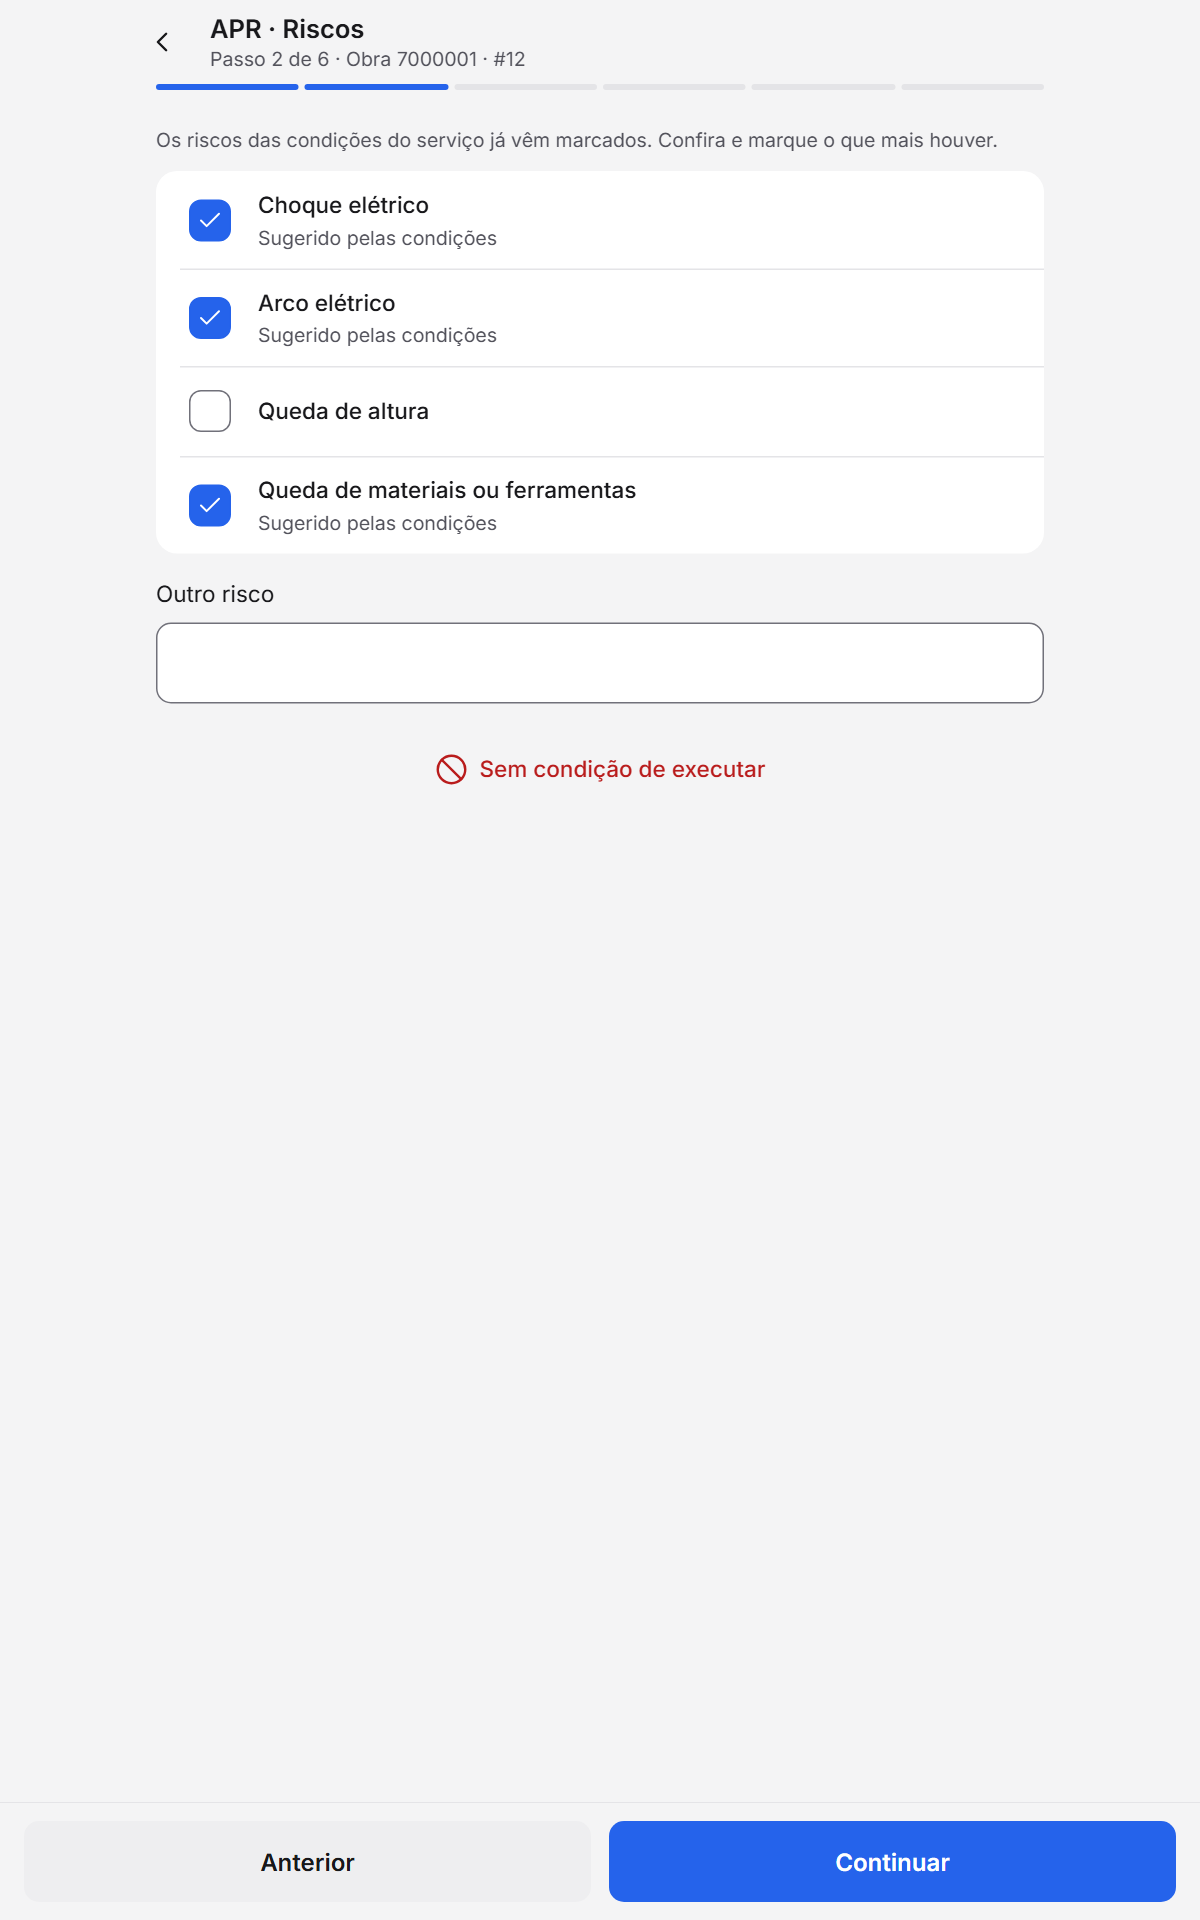 APR · Riscos
Passo 2 de 6 · Obra 7000001 · #12
Os riscos das condições do serviço já vêm marcados. Confira e marque o que mais houver.
Choque elétrico
Sugerido pelas condições
Arco elétrico
Sugerido pelas condições
Queda de altura
Queda de materiais ou ferramentas
Sugerido pelas condições
Outro risco
Sem condição de executar
Anterior
Continuar